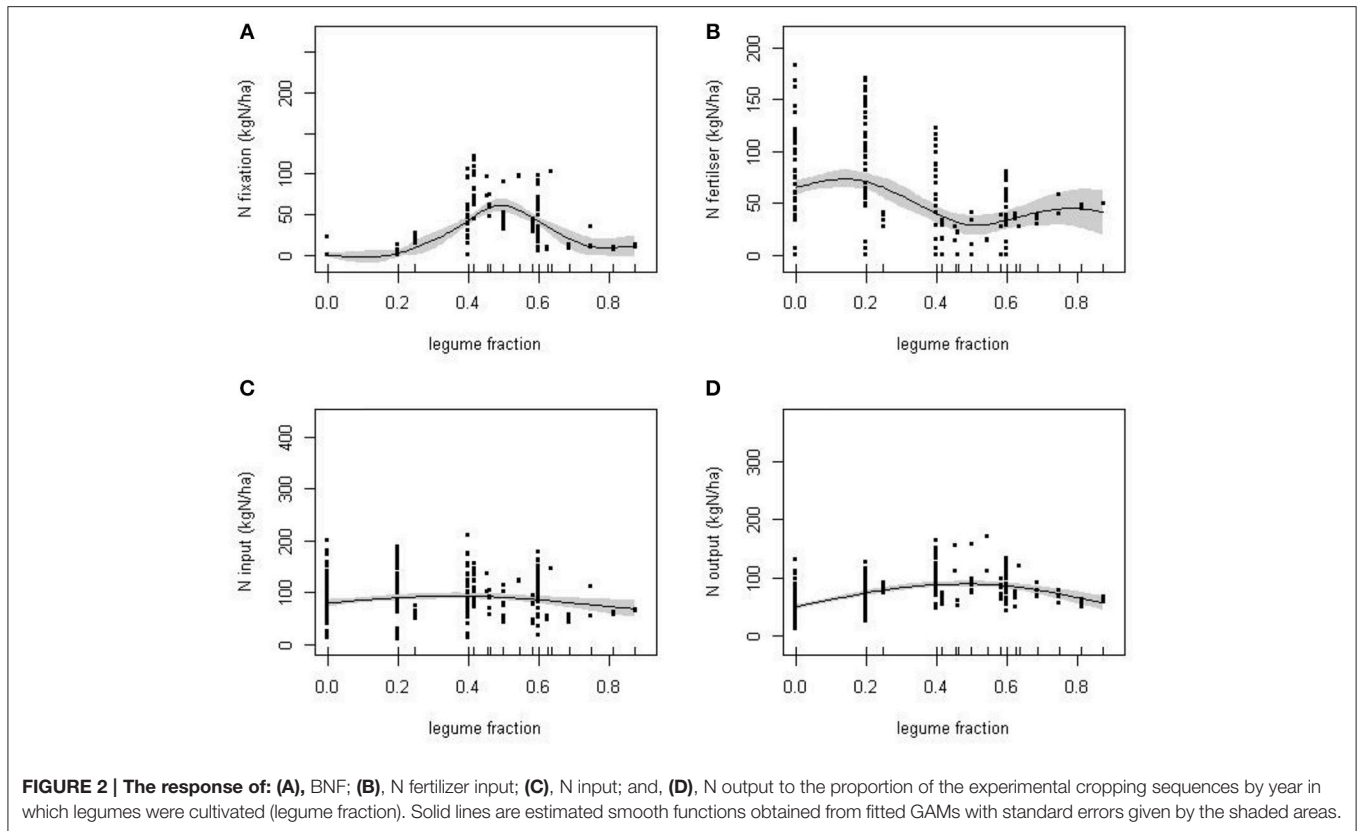 A
N fixation (kgN/ha)
200
100
50
0
0.0 0.2 0.4 0.6 0.8
legume fraction
B
N fertiliser (kgN/ha)
200
150
100
50
0
0.0 0.2 0.4 0.6 0.8
legume fraction
C
N input (kgN/ha)
400
300
200
100
0
0.0 0.2 0.4 0.6 0.8
legume fraction
D
N output (kgN/ha)
300
200
100
0
0.0 0.2 0.4 0.6 0.8
legume fraction
FIGURE 2 | The response of: (A), BNF; (B), N fertilizer input; (C), N input; and, (D), N output to the proportion of the experimental cropping sequences by year in
which legumes were cultivated (legume fraction). Solid lines are estimated smooth functions obtained from fitted GAMs with standard errors given by the shaded areas.